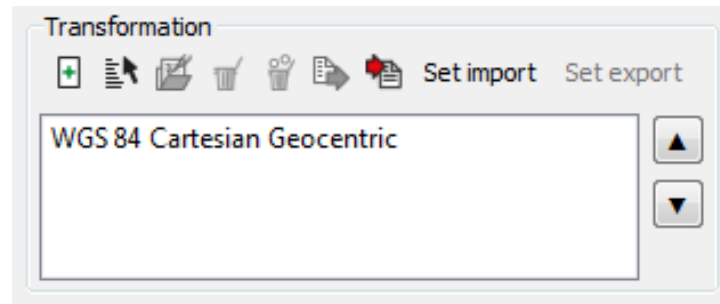 Transformation
Set import Set export
WGS 84 Cartesian Geocentric